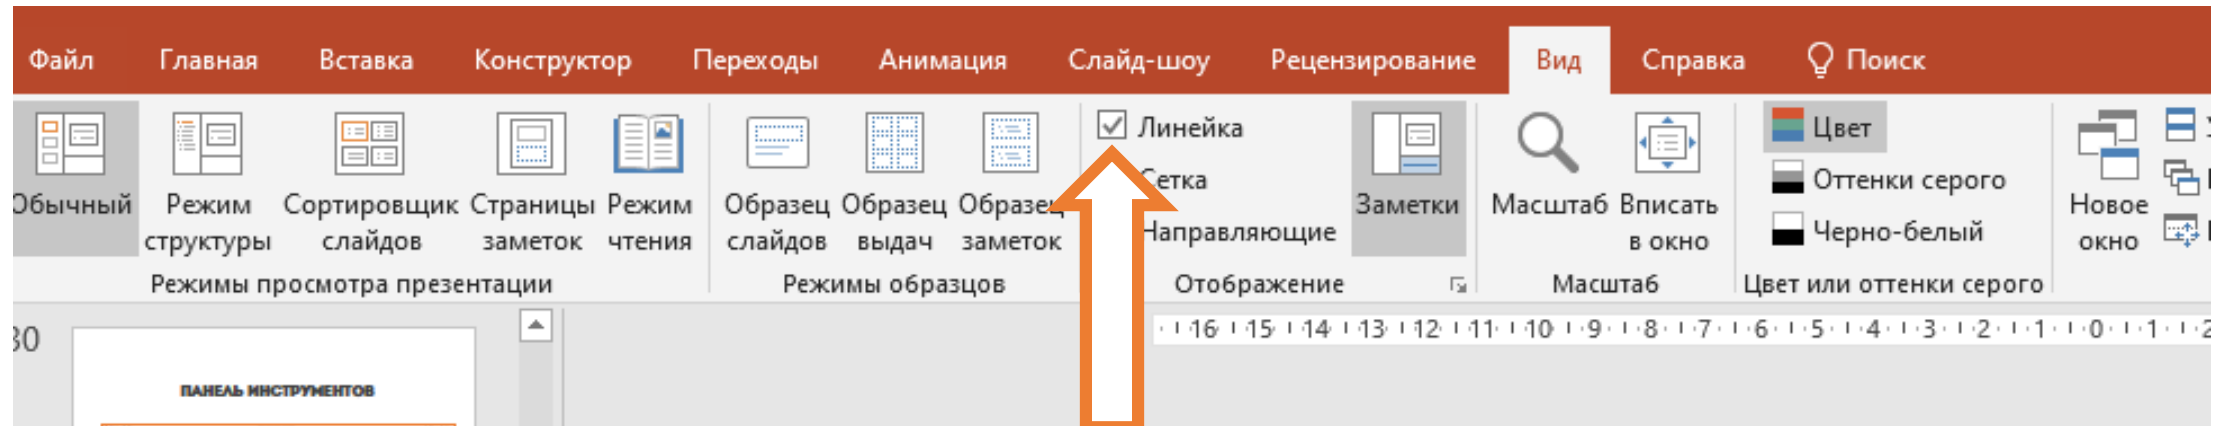 Файл Главная Вставка Конструктор Переходы Анимация Слайд-шоу Рецензирование Вид Справка Поиск
Обычный
Режим структуры
Сортировщик слайдов
Страницы заметок
Режим чтения
Режимы просмотра презентации
Образец слайдов
Образец выдач
Образец заметок
Режимы образцов
Линейка
Сетка
Направляющие
Заметки
Отображение
Масштаб
Вписать в окно
Масштаб
Цвет
Оттенки серого
Черно-белый
Цвет или оттенки серого
Новое окно
30
16 15 14 13 12 11 10 9 8 7 6 5 4 3 2 1 0 1 2
ПАНЕЛЬ ИНСТРУМЕНТОВ